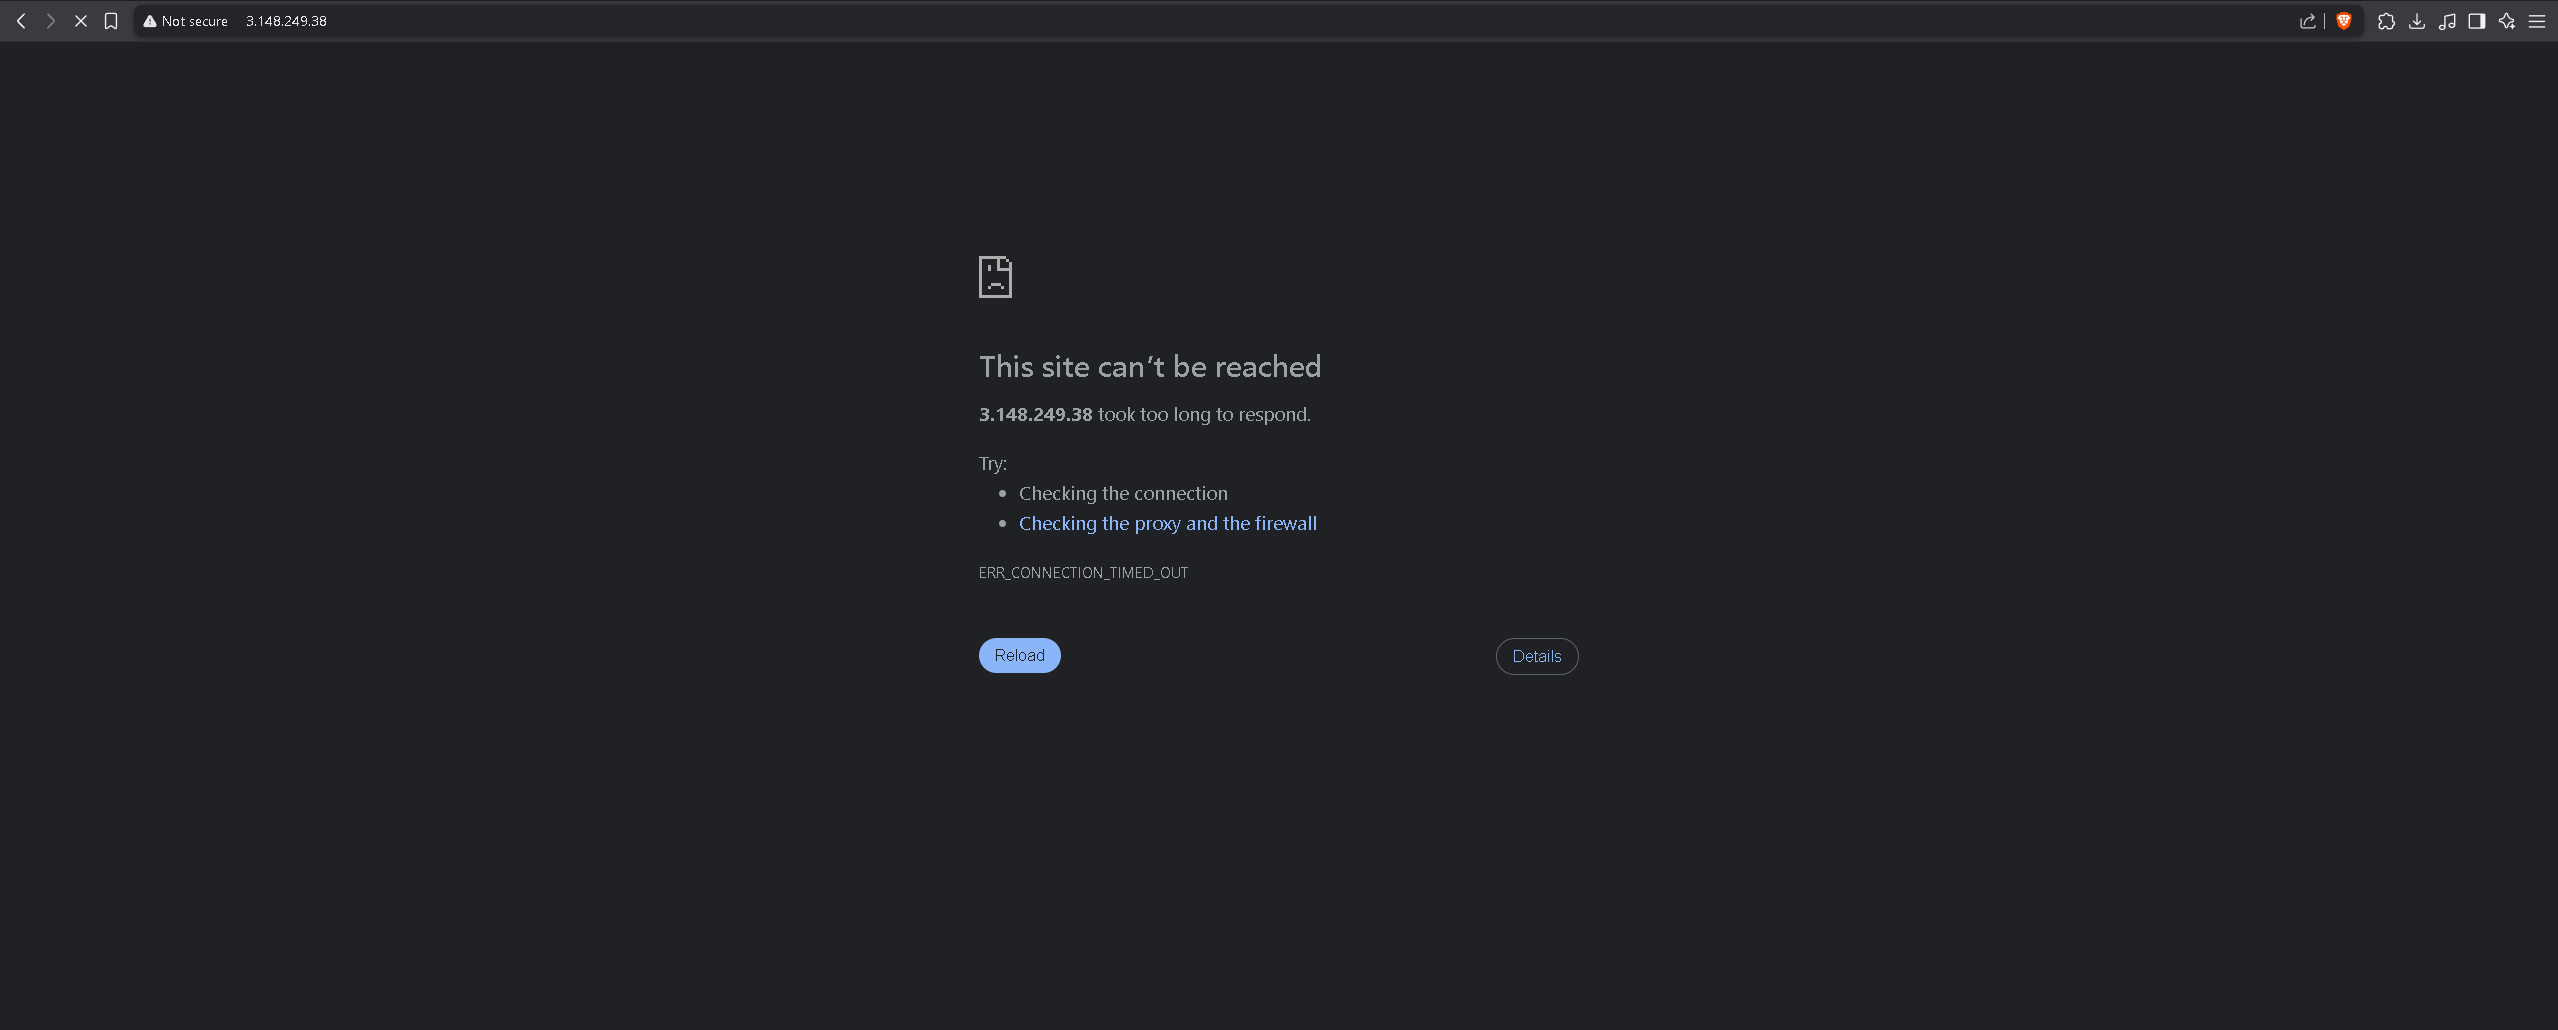 Not secure 3.148.249.38
This site can’t be reached
3.148.249.38 took too long to respond.
Try:
Checking the connection
Checking the proxy and the firewall
ERR_CONNECTION_TIMED_OUT
Reload Details